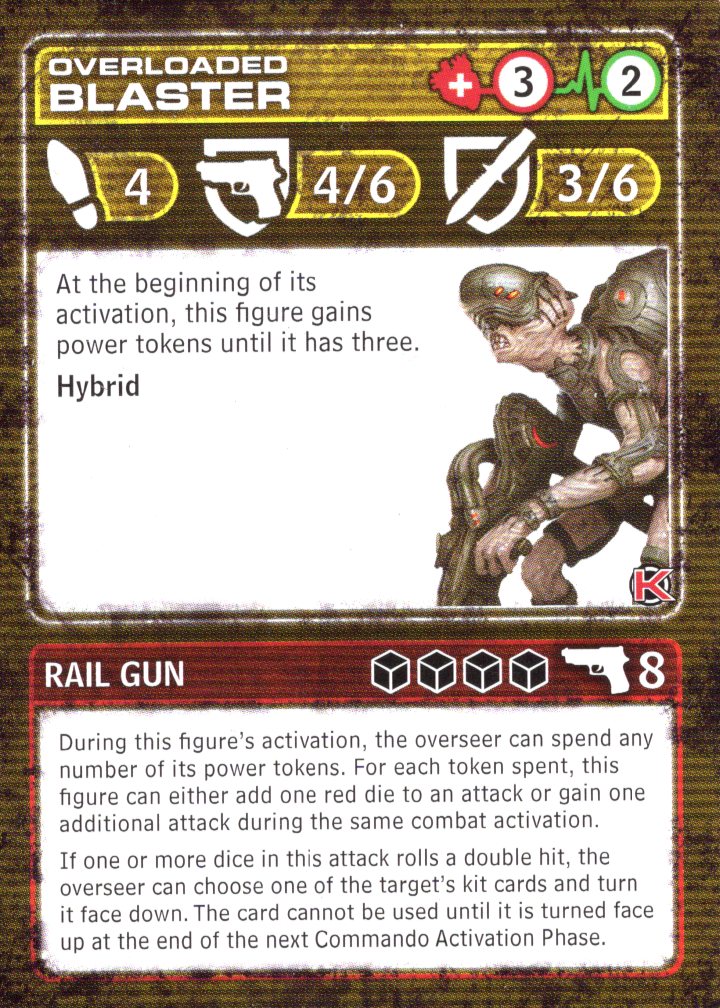 OVERLOADED
BLASTER
3
2
4
4/6
3/6
At the beginning of its
activation, this figure gains
power tokens until it has three.
Hybrid
K
RAIL GUN
8
During this figure's activation, the overseer can spend any
number of its power tokens. For each token spent, this
figure can either add one red die to an attack or gain one
additional attack during the same combat activation.
If one or more dice in this attack rolls a double hit, the
overseer can choose one of the target's kit cards and turn
it face down. The card cannot be used until it is turned face
up at the end of the next Commando Activation Phase.